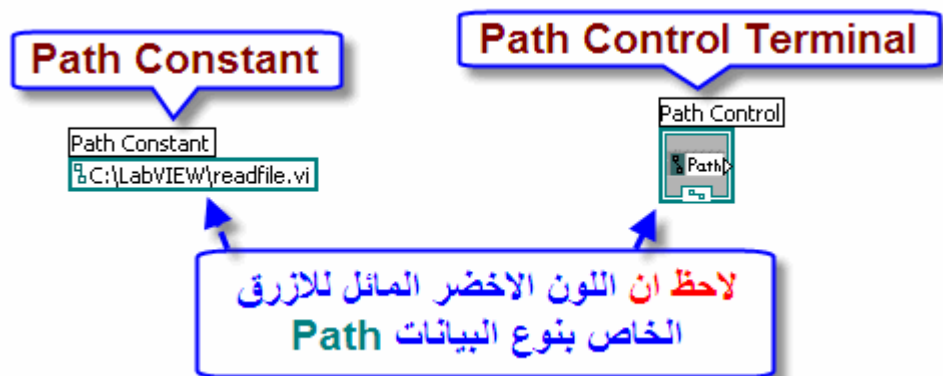 Path Constant
Path Control Terminal
Path Constant
C:\LabVIEW\readfile.vi
Path Control
Path
لاحظ ان اللون الاخضر المائل للازرق
الخاص بنوع البيانات Path